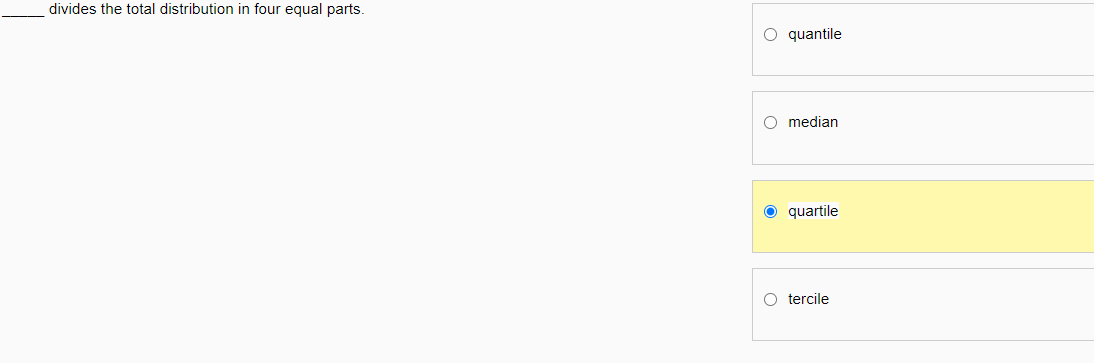 _____ divides the total distribution in four equal parts.
quantile
median
quartile
tercile